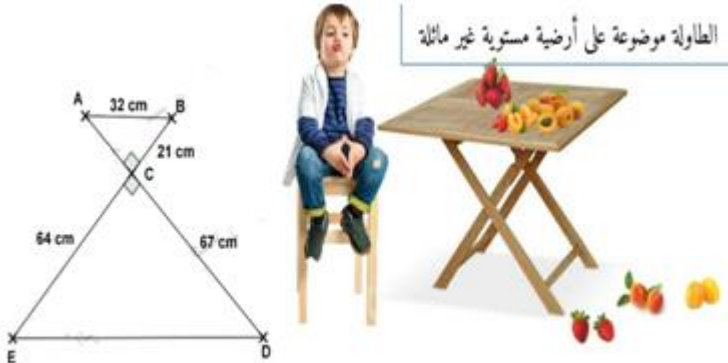 الطاولة موضوعة على أرضية مستوية غير مائلة
A
32 cm
B
21 cm
C
64 cm
67 cm
E
D